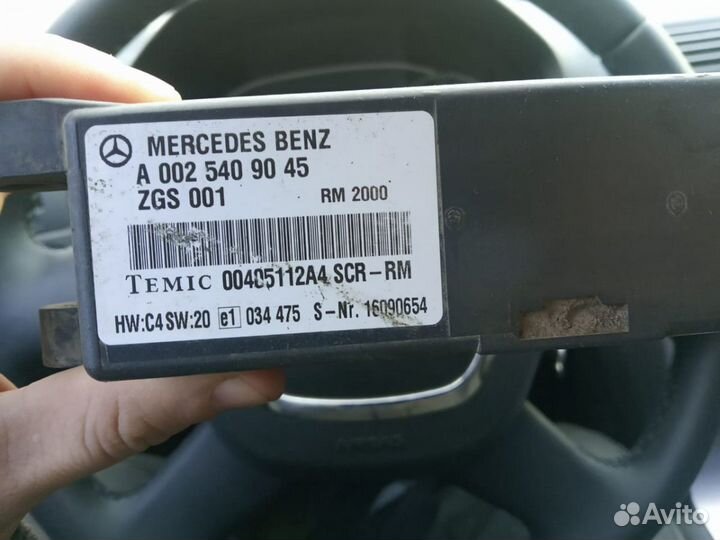 MERCEDES BENZ
A 002 540 90 45
ZGS 001 RM 2000
TEMIC 00405112A4 SCR-RM
HW:C4 SW:20 e1 034 475 S-Nr. 16090654
Avito